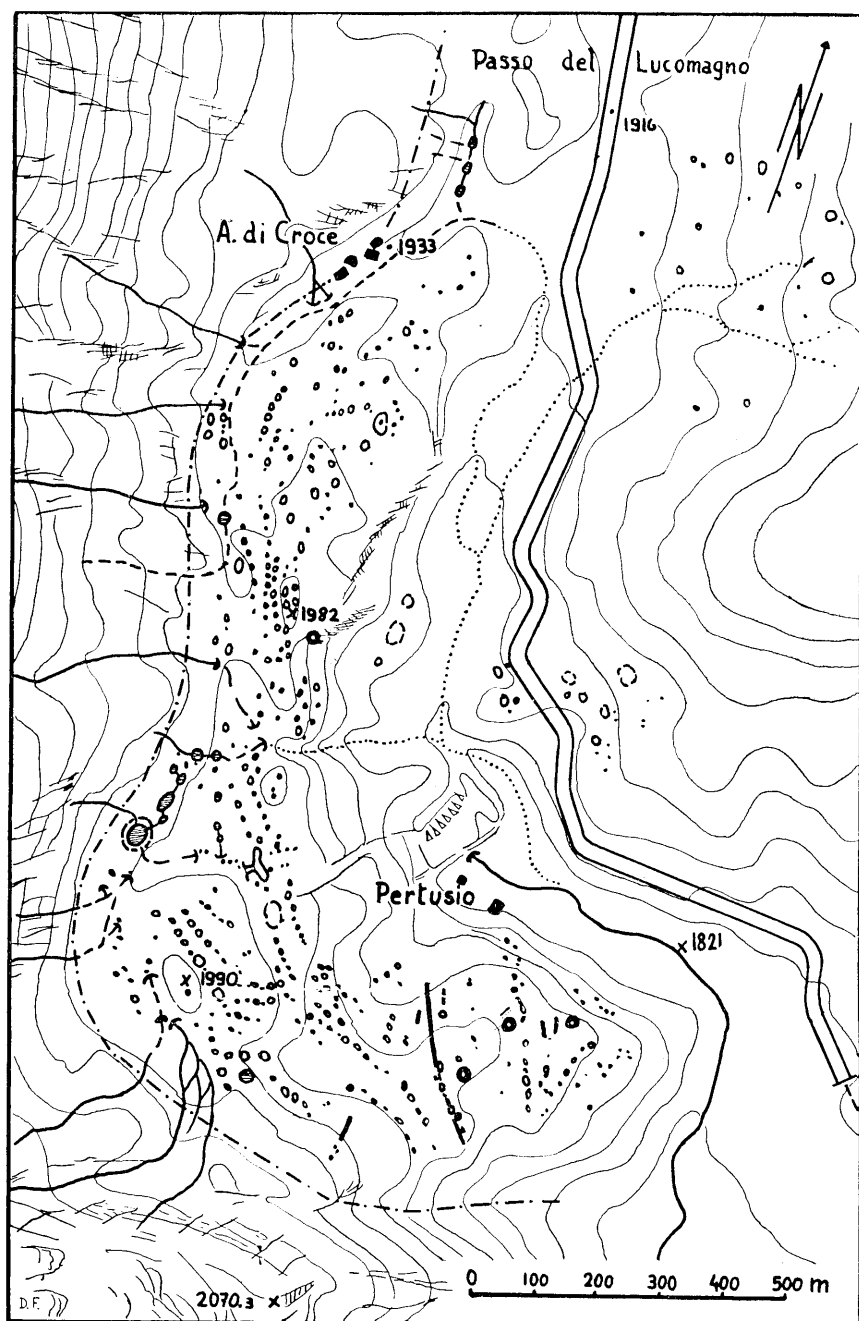 Passo del Lucomagno
1916
A. di Croce
1933
1982
Pertusio
1821
1990
D.F.
2070.3
0 100 200 300 400 500 m